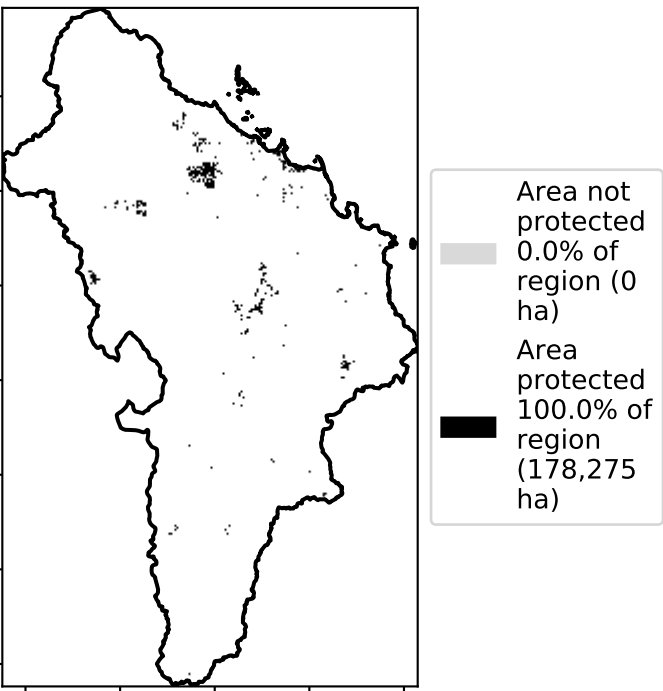 Area not
protected
0.0% of
region (0
ha)
Area
protected
100.0% of
region
(178,275
ha)